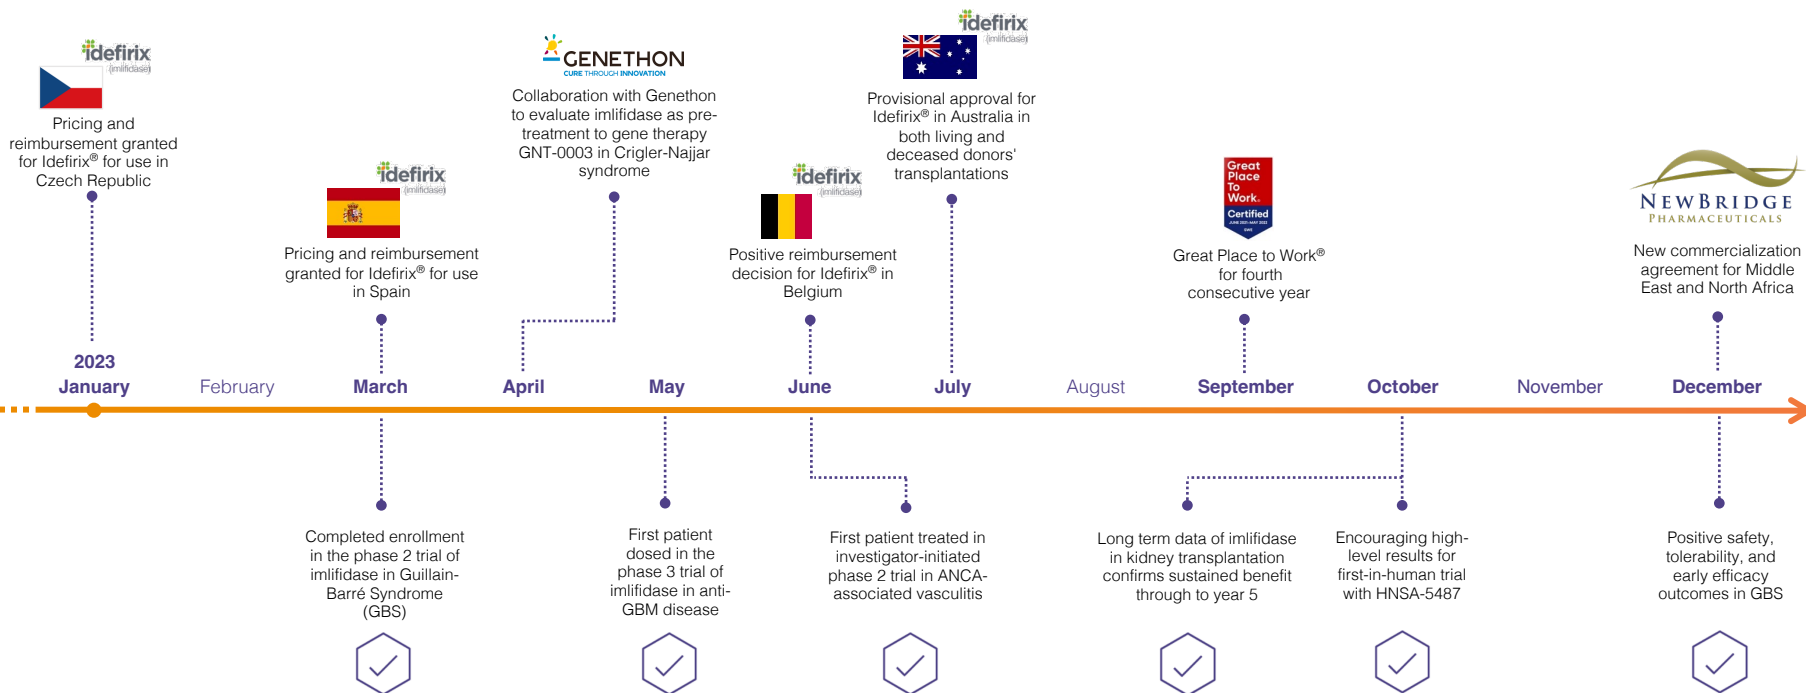 idefirix
(imlifidase)
Pricing and
reimbursement granted
for Idefirix® for use in
Czech Republic
idefirix
(imlifidase)
Pricing and reimbursement
granted for Idefirix® for use
in Spain
GENETHON
CURE THROUGH INNOVATION
Collaboration with Genethon
to evaluate imlifidase as pre-
treatment to gene therapy
GNT-0003 in Crigler-Najjar
syndrome
idefirix
(imlifidase)
Positive reimbursement
decision for Idefirix® in
Belgium
idefirix
(imlifidase)
Provisional approval for
Idefirix® in Australia in
both living and
deceased donors'
transplantations
Great
Place
To
Work.
Certified
JUNE 2021-MAY 2022
Great Place to Work®
for fourth
consecutive year
NEWBRIDGE
PHARMACEUTICALS
New commercialization
agreement for Middle
East and North Africa
2023
January
February
March
April
May
June
July
August
September
October
November
December
Completed enrollment
in the phase 2 trial of
imlifidase in Guillain-
Barré Syndrome
(GBS)
First patient
dosed in the
phase 3 trial of
imlifidase in anti-
GBM disease
First patient treated in
investigator-initiated
phase 2 trial in ANCA-
associated vasculitis
Long term data of imlifidase
in kidney transplantation
confirms sustained benefit
through to year 5
Encouraging high-
level results for
first-in-human trial
with HNSA-5487
Positive safety,
tolerability, and
early efficacy
outcomes in GBS